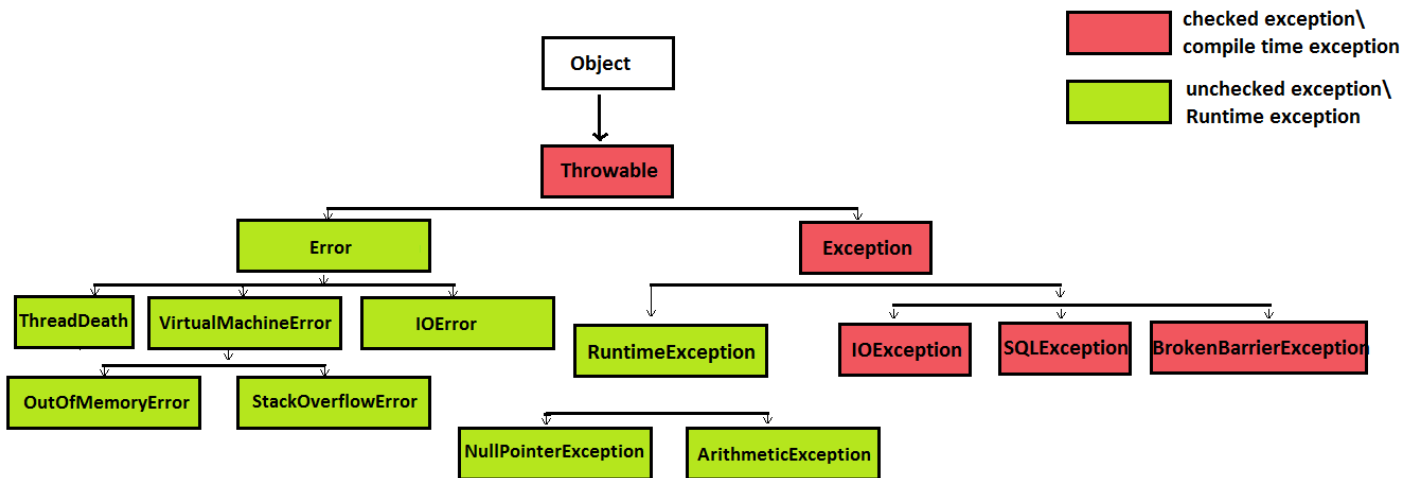 checked exception\
compile time exception
Object
unchecked exception\
Runtime exception
Throwable
Error
Exception
ThreadDeath
VirtualMachineError
IOError
RuntimeException
IOException
SQLException
BrokenBarrierException
OutOfMemoryError
StackOverflowError
NullPointerException
ArithmeticException